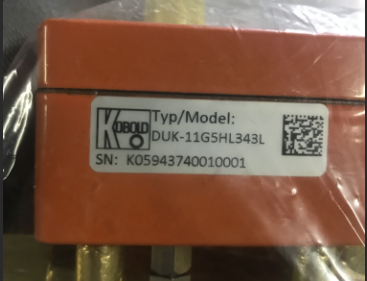 KOBOLD
Typ/Model:
DUK-11G5HL343L
SN: K05943740010001